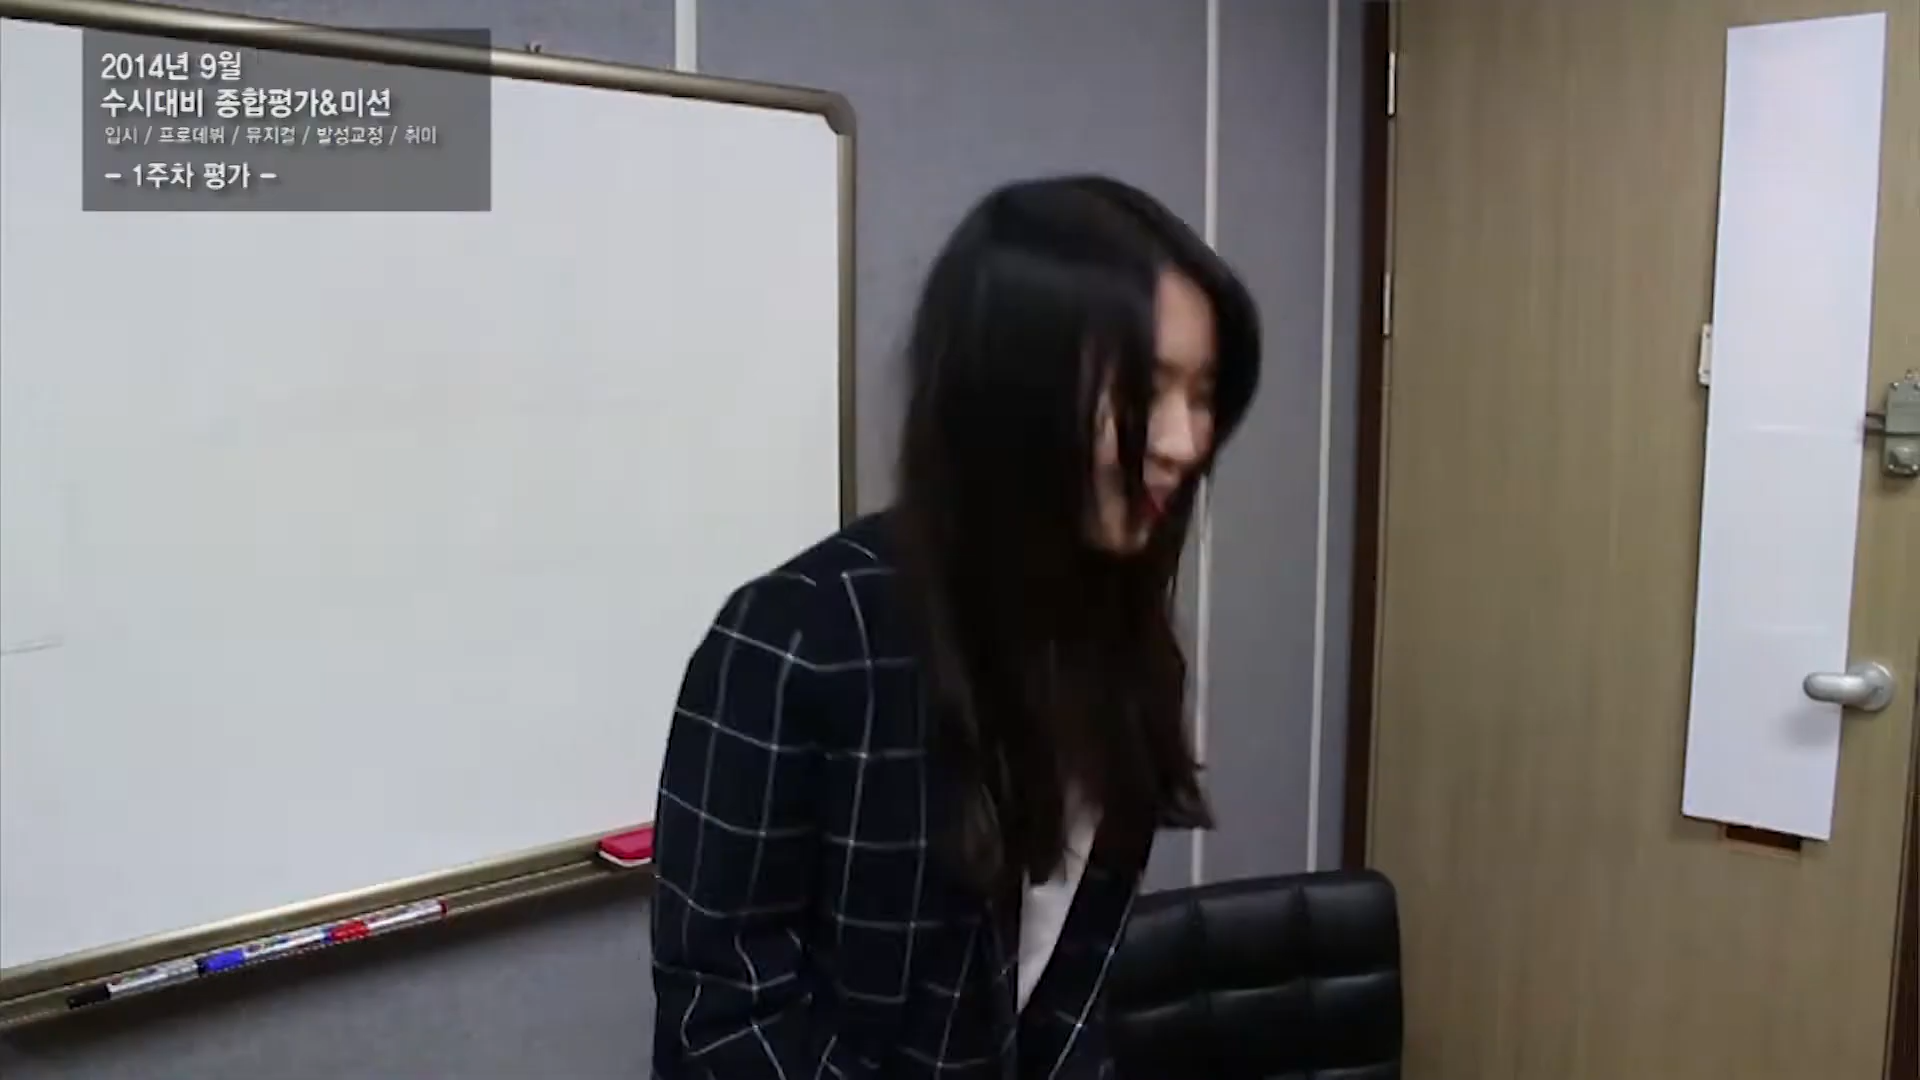 2014년 9월
수시대비 종합평가&미션
입시 / 프로데뷔 / 뮤지컬 / 발성교정 / 취미
- 1주차 평가 -